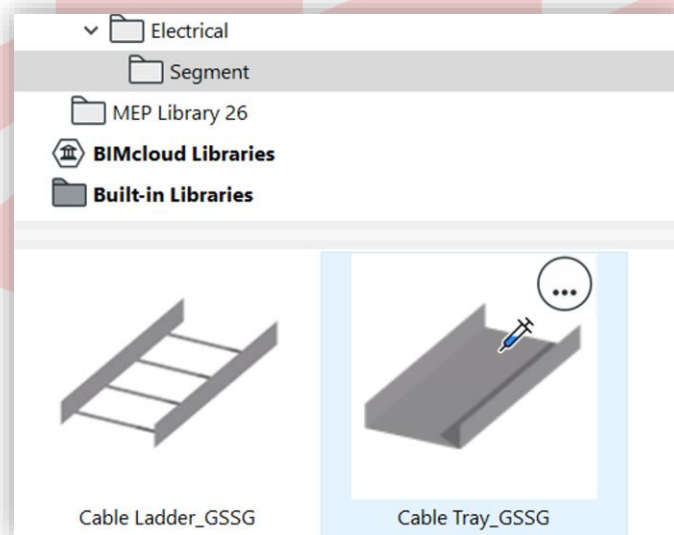 Electrical
Segment
MEP Library 26
BIMcloud Libraries
Built-in Libraries
...
Cable Ladder_GSSG
Cable Tray_GSSG